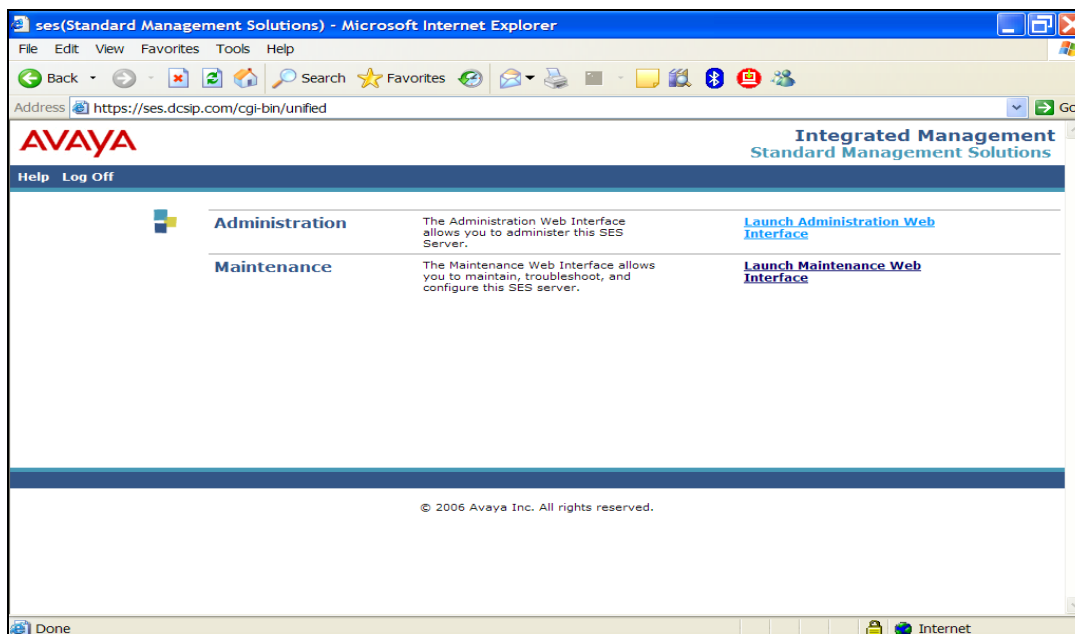 ses(Standard Management Solutions) - Microsoft Internet Explorer
File Edit View Favorites Tools Help
Back Search Favorites
Address https://ses.dcsip.com/cgi-bin/unified Go
AVAYA
Integrated Management
Standard Management Solutions
Help Log Off
Administration
The Administration Web Interface
allows you to administer this SES
Server.
Launch Administration Web
Interface
Maintenance
The Maintenance Web Interface allows
you to maintain, troubleshoot, and
configure this SES server.
Launch Maintenance Web
Interface
© 2006 Avaya Inc. All rights reserved.
Done Internet